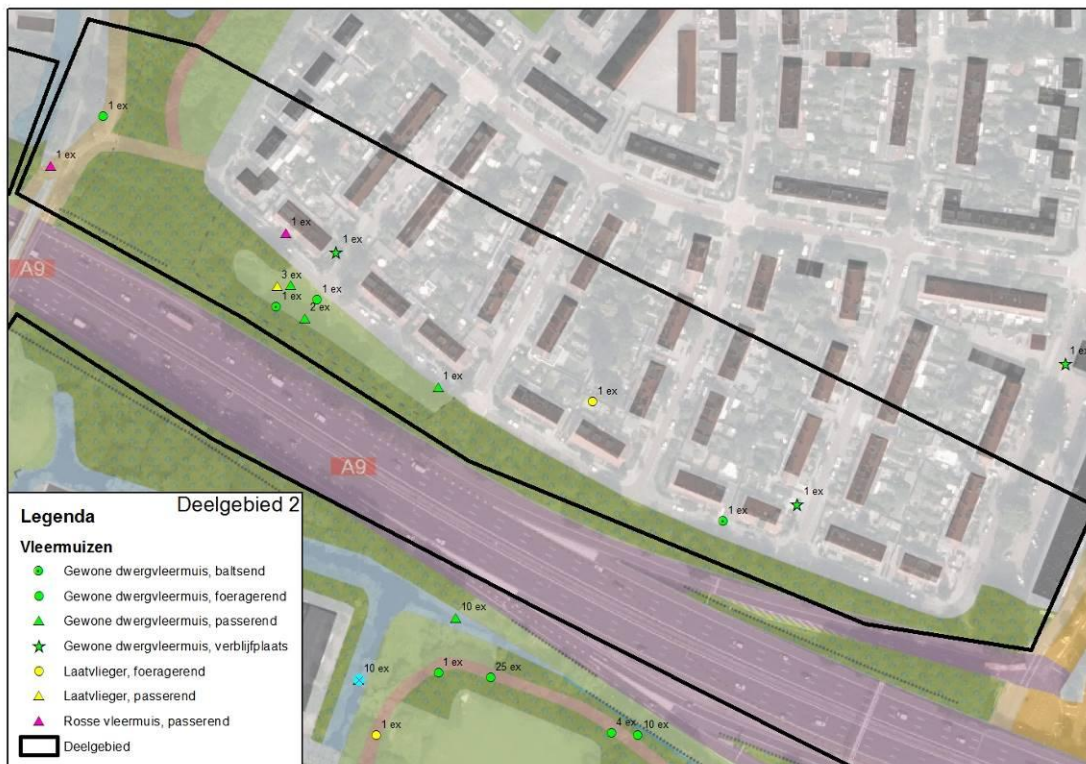 1 ex
1 ex
1 ex
1 ex
A9
3 ex
1 ex
1 ex
2 ex
1 ex
1 ex
1 ex
A9
1 ex
1 ex
10 ex
10 ex
1 ex
25 ex
1 ex
4 ex
10 ex
Deelgebied 2
Legenda
Vleermuizen
Gewone dwergvleermuis, baltsend
Gewone dwergvleermuis, foeragerend
Gewone dwergvleermuis, passerend
Gewone dwergvleermuis, verblijfplaats
Laatvlieger, foeragerend
Laatvlieger, passerend
Rosse vleermuis, passerend
Deelgebied